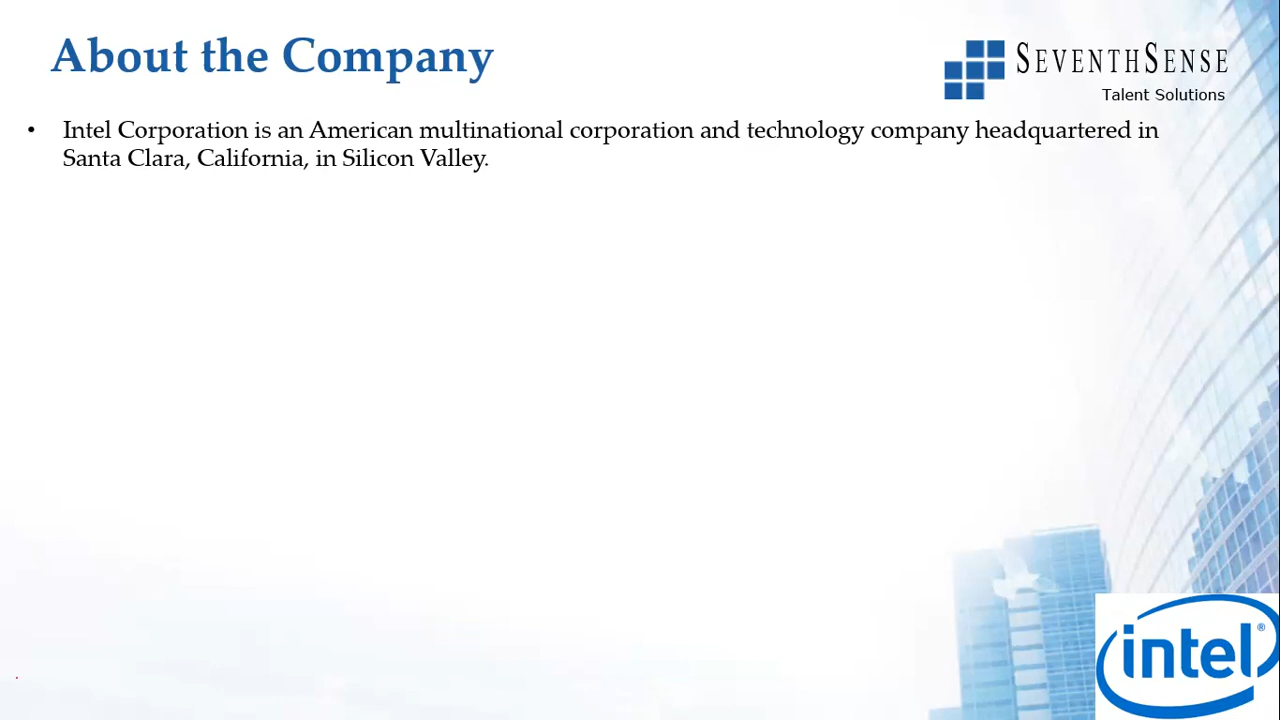 About the Company
SEVENTHSENSE
Talent Solutions
• Intel Corporation is an American multinational corporation and technology company headquartered in
Santa Clara, California, in Silicon Valley.
intel®